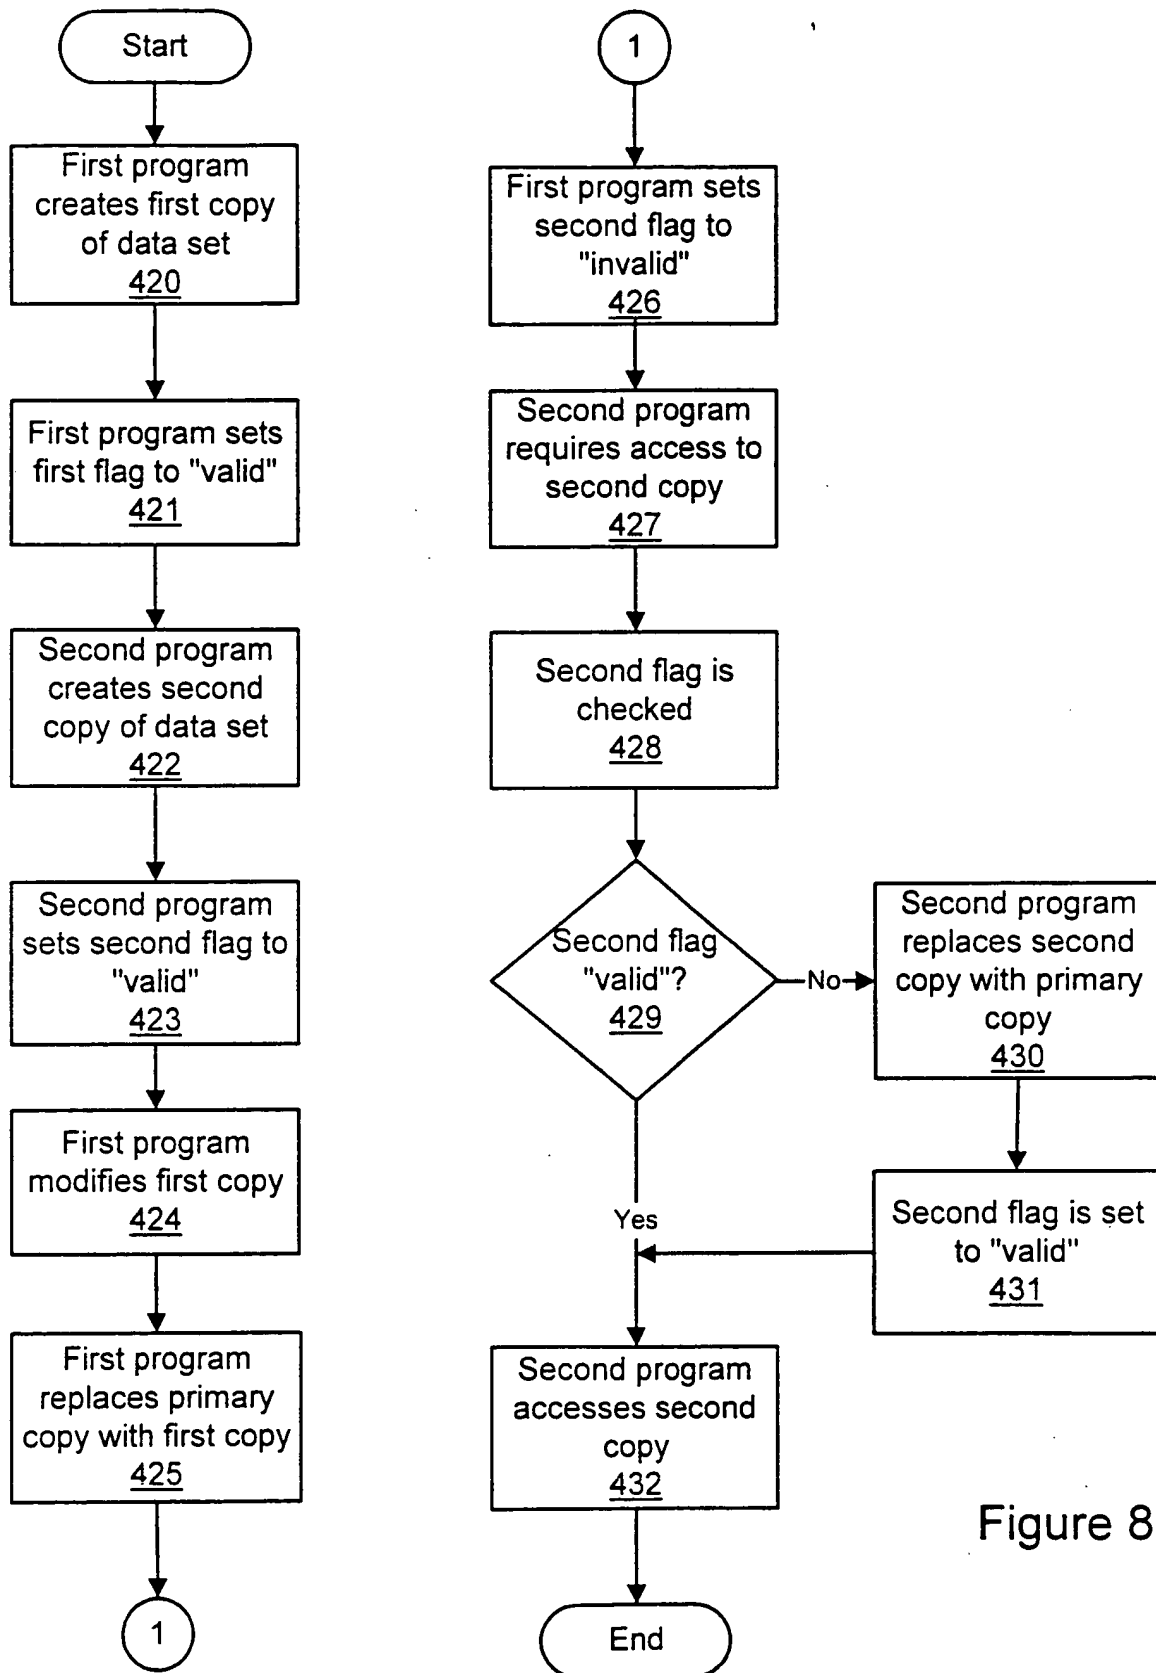 Start
First program
creates first copy
of data set
420
First program sets
first flag to "valid"
421
Second program
creates second
copy of data set
422
Second program
sets second flag to
"valid"
423
First program
modifies first copy
424
First program
replaces primary
copy with first copy
425
1
1
First program sets
second flag to
"invalid"
426
Second program
requires access to
second copy
427
Second flag is
checked
428
Second flag
"valid"?
429
No
Second program
replaces second
copy with primary
copy
430
Second flag is set
to "valid"
431
Yes
Second program
accesses second
copy
432
End
Figure 8